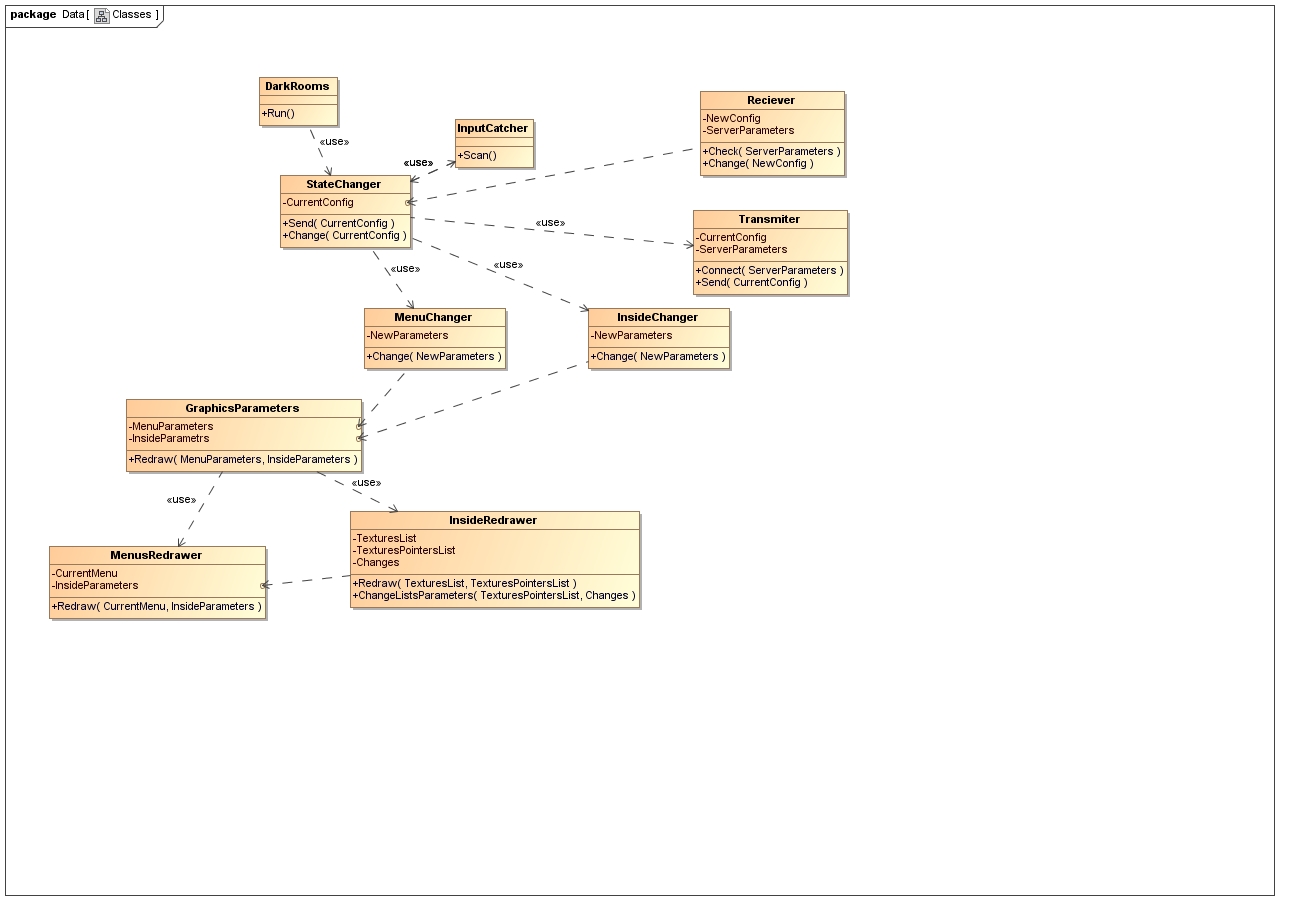 package Data [ Classes ]
DarkRooms
+Run()
«use»
InputCatcher
+Scan()
«use»
Reciever
-NewConfig
-ServerParameters
+Check( ServerParameters )
+Change( NewConfig )
StateChanger
-CurrentConfig
+Send( CurrentConfig )
+Change( CurrentConfig )
«use»
Transmiter
-CurrentConfig
-ServerParameters
+Connect( ServerParameters )
+Send( CurrentConfig )
«use»
«use»
MenuChanger
-NewParameters
+Change( NewParameters )
InsideChanger
-NewParameters
+Change( NewParameters )
GraphicsParameters
-MenuParameters
-InsideParametrs
+Redraw( MenuParameters, InsideParameters )
«use»
«use»
InsideRedrawer
-TexturesList
-TexturesPointersList
-Changes
+Redraw( TexturesList, TexturesPointersList )
+ChangeListsParameters( TexturesPointersList, Changes )
MenusRedrawer
-CurrentMenu
-InsideParameters
+Redraw( CurrentMenu, InsideParameters )